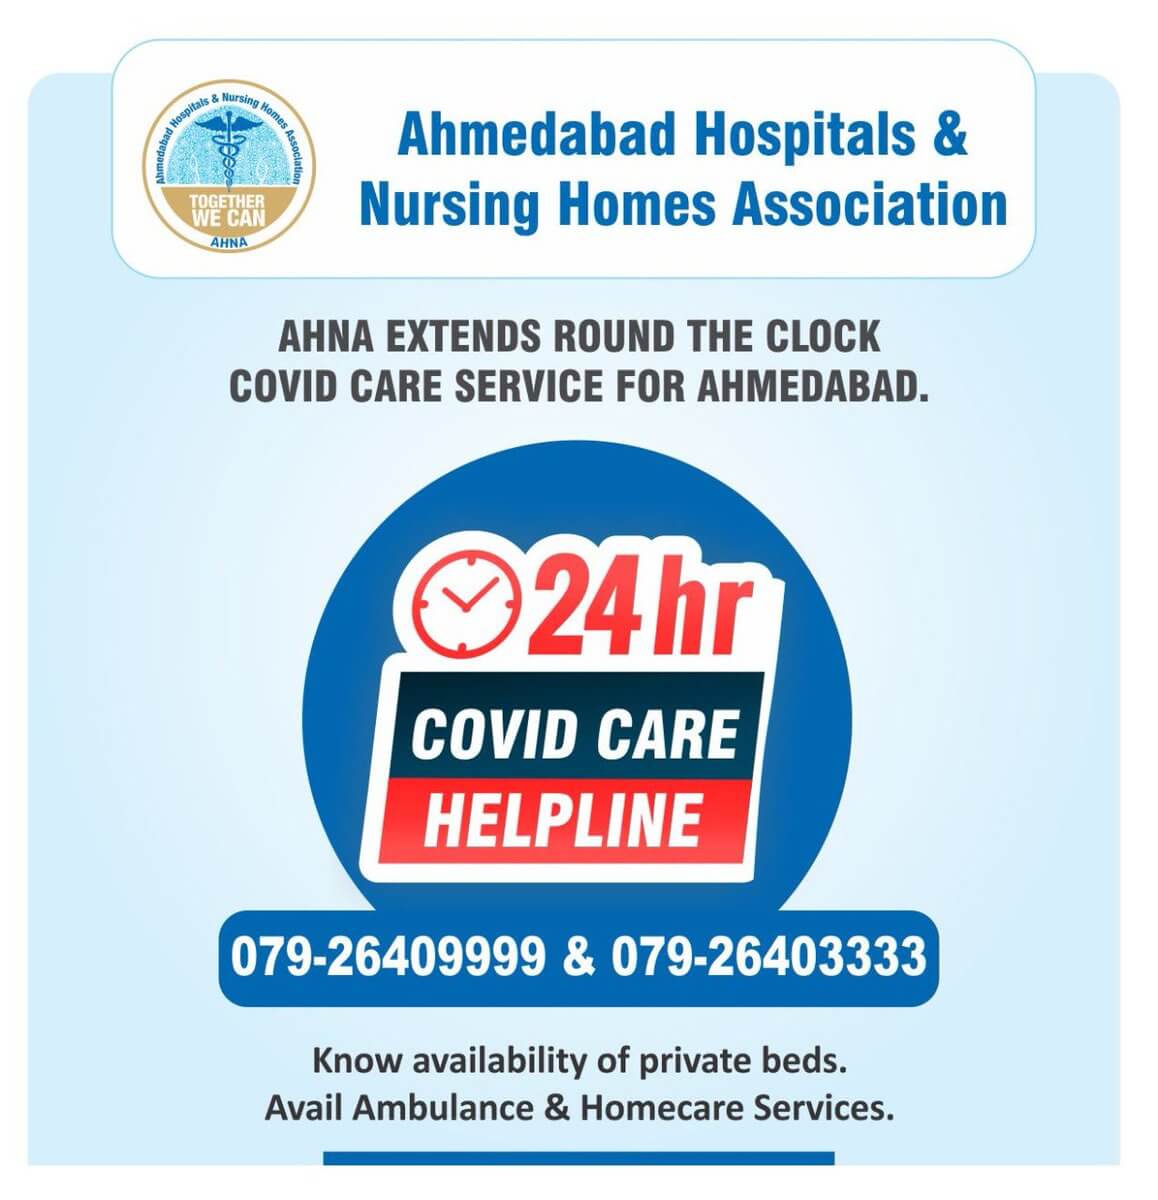 Ahmedabad Hospitals & Nursing Homes Association
TOGETHER
WE CAN
AHNA
Ahmedabad Hospitals &
Nursing Homes Association
AHNA EXTENDS ROUND THE CLOCK
COVID CARE SERVICE FOR AHMEDABAD.
24hr
COVID CARE
HELPLINE
079-26409999 & 079-26403333
Know availability of private beds.
Avail Ambulance & Homecare Services.